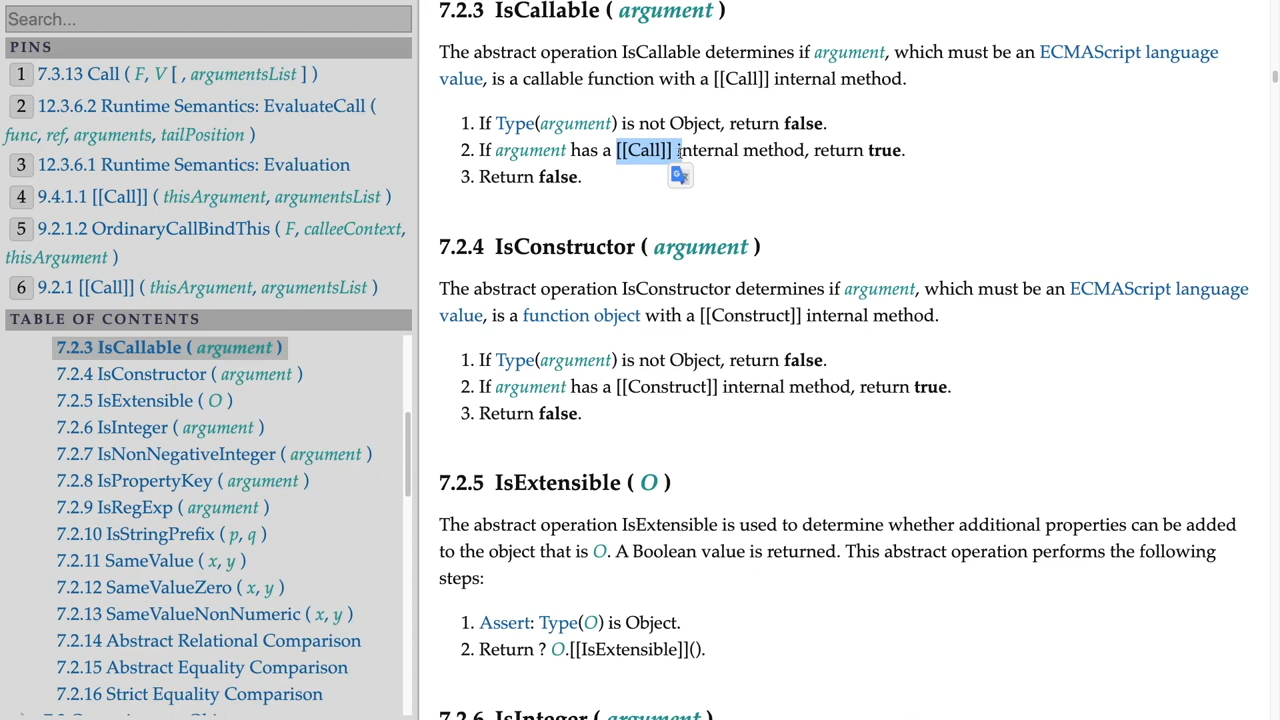 Search...
PINS
1 7.3.13 Call ( F, V [ , argumentsList ] )
2 12.3.6.2 Runtime Semantics: EvaluateCall (
func, ref, arguments, tailPosition )
3 12.3.6.1 Runtime Semantics: Evaluation
4 9.4.1.1 [[Call]] ( thisArgument, argumentsList )
5 9.2.1.2 OrdinaryCallBindThis ( F, calleeContext,
thisArgument )
6 9.2.1 [[Call]] ( thisArgument, argumentsList )
TABLE OF CONTENTS
7.2.3 IsCallable ( argument )
7.2.4 IsConstructor ( argument )
7.2.5 IsExtensible ( O )
7.2.6 IsInteger ( argument )
7.2.7 IsNonNegativeInteger ( argument )
7.2.8 IsPropertyKey ( argument )
7.2.9 IsRegExp ( argument )
7.2.10 IsStringPrefix ( p, q )
7.2.11 SameValue ( x, y )
7.2.12 SameValueZero ( x, y )
7.2.13 SameValueNonNumeric ( x, y )
7.2.14 Abstract Relational Comparison
7.2.15 Abstract Equality Comparison
7.2.16 Strict Equality Comparison
7.2.3 IsCallable ( argument )
The abstract operation IsCallable determines if argument, which must be an ECMAScript language
value, is a callable function with a [[Call]] internal method.
1. If Type(argument) is not Object, return false.
2. If argument has a [[Call]] internal method, return true.
3. Return false.
7.2.4 IsConstructor ( argument )
The abstract operation IsConstructor determines if argument, which must be an ECMAScript language
value, is a function object with a [[Construct]] internal method.
1. If Type(argument) is not Object, return false.
2. If argument has a [[Construct]] internal method, return true.
3. Return false.
7.2.5 IsExtensible ( O )
The abstract operation IsExtensible is used to determine whether additional properties can be added
to the object that is O. A Boolean value is returned. This abstract operation performs the following
steps:
1. Assert: Type(O) is Object.
2. Return ? O.[[IsExtensible]]().
7.2.6 IsInteger ( argument )